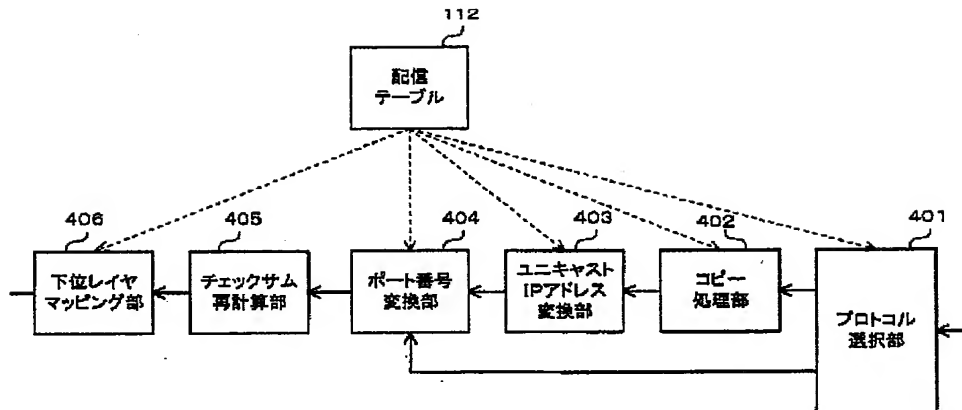 112
配信
テーブル
406
下位レイヤ
マッピング部
405
チェックサム
再計算部
404
ポート番号
変換部
403
ユニキャスト
IPアドレス
変換部
402
コピー
処理部
401
プロトコル
選択部